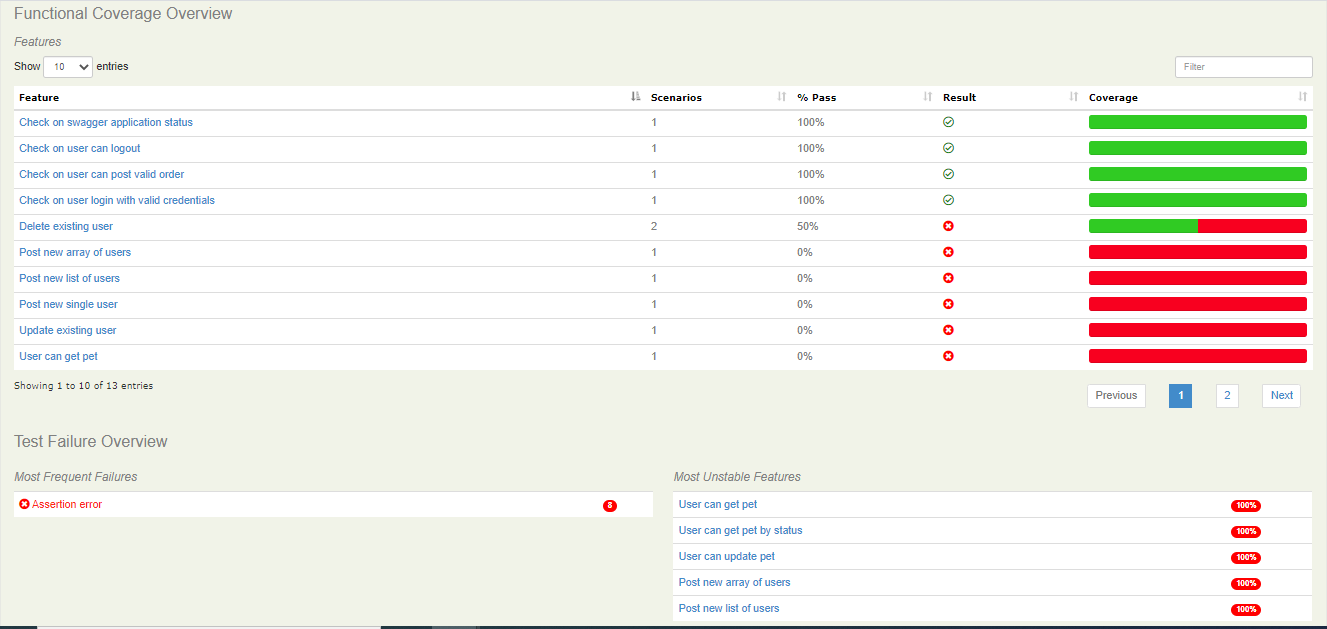 Functional Coverage Overview
Features
Show 10 entries
Filter
Feature Scenarios % Pass Result Coverage
Check on swagger application status 1 100%
Check on user can logout 1 100%
Check on user can post valid order 1 100%
Check on user login with valid credentials 1 100%
Delete existing user 2 50%
Post new array of users 1 0%
Post new list of users 1 0%
Post new single user 1 0%
Update existing user 1 0%
User can get pet 1 0%
Showing 1 to 10 of 13 entries
Previous 1 2 Next
Test Failure Overview
Most Frequent Failures
Assertion error 8
Most Unstable Features
User can get pet 100%
User can get pet by status 100%
User can update pet 100%
Post new array of users 100%
Post new list of users 100%